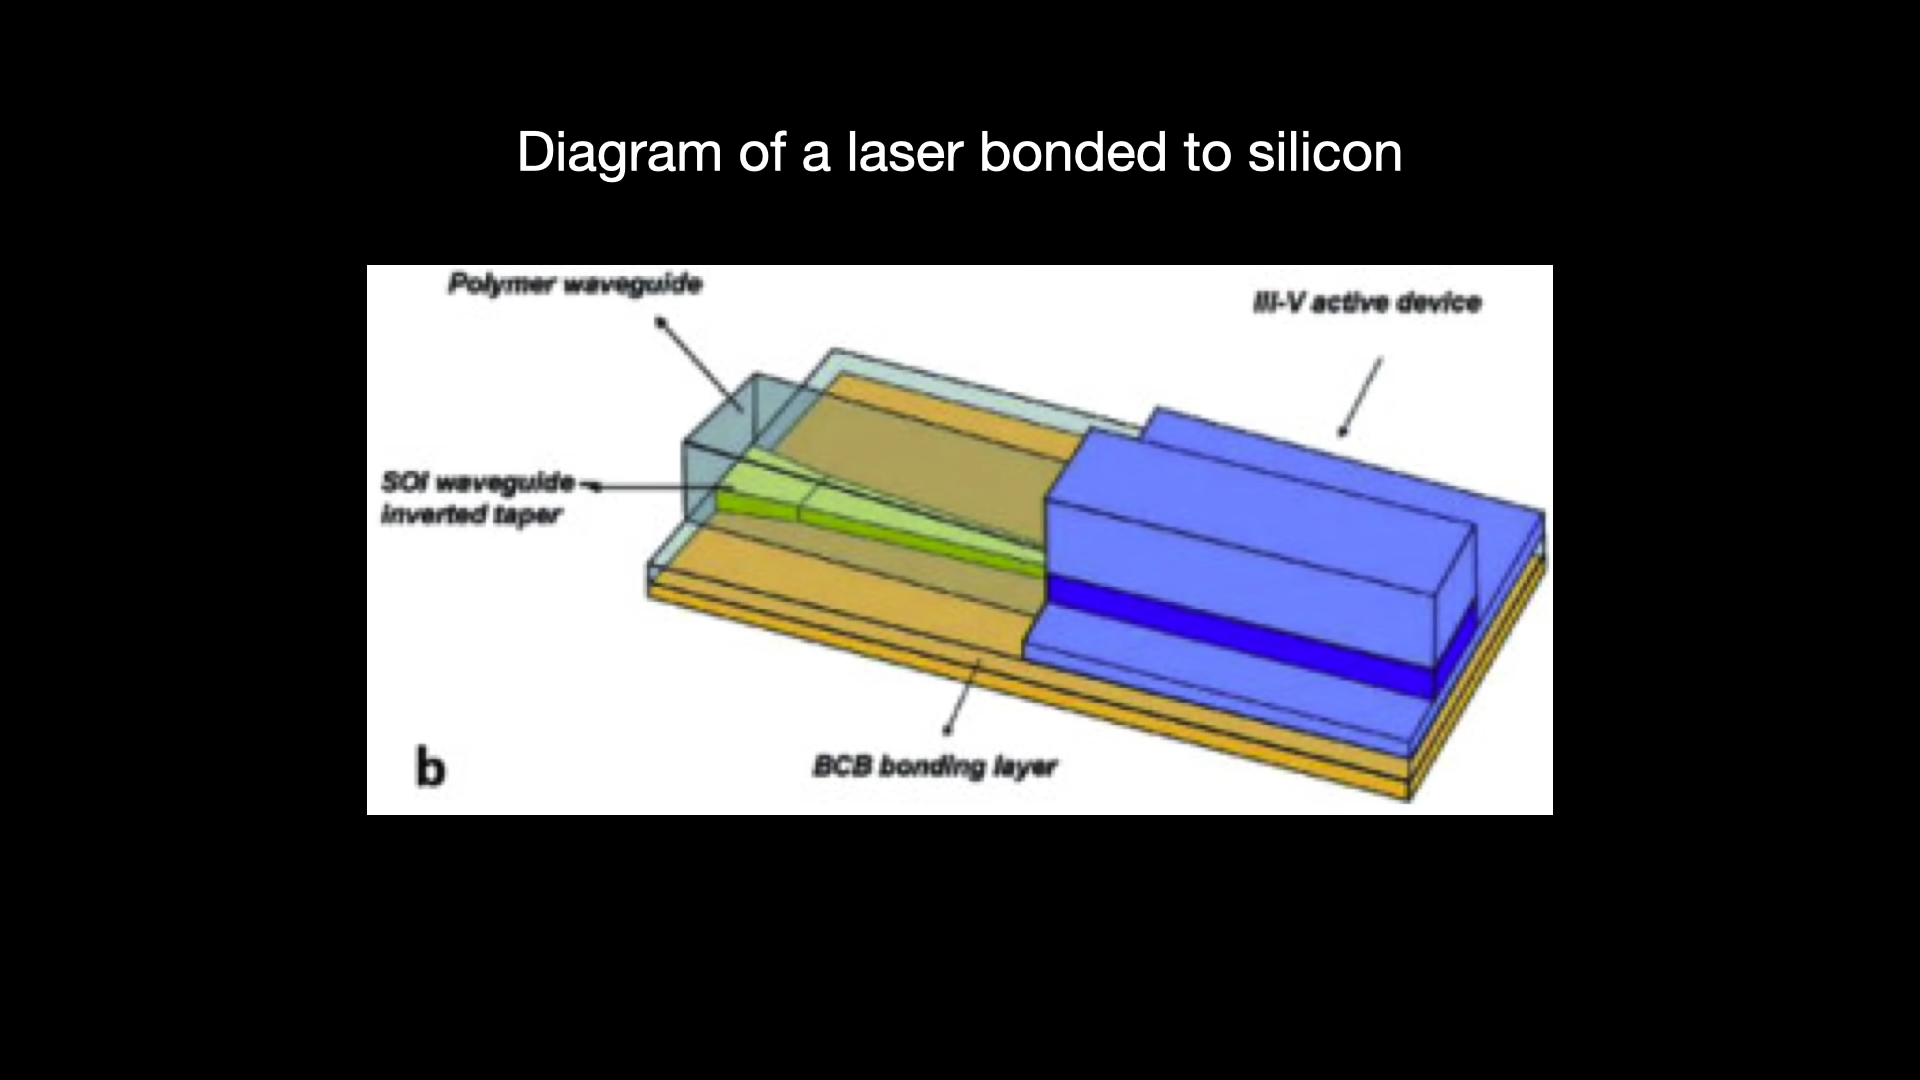 Diagram of a laser bonded to silicon
Polymer waveguide
III-V active device
SOI waveguide
inverted taper
BCB bonding layer
b